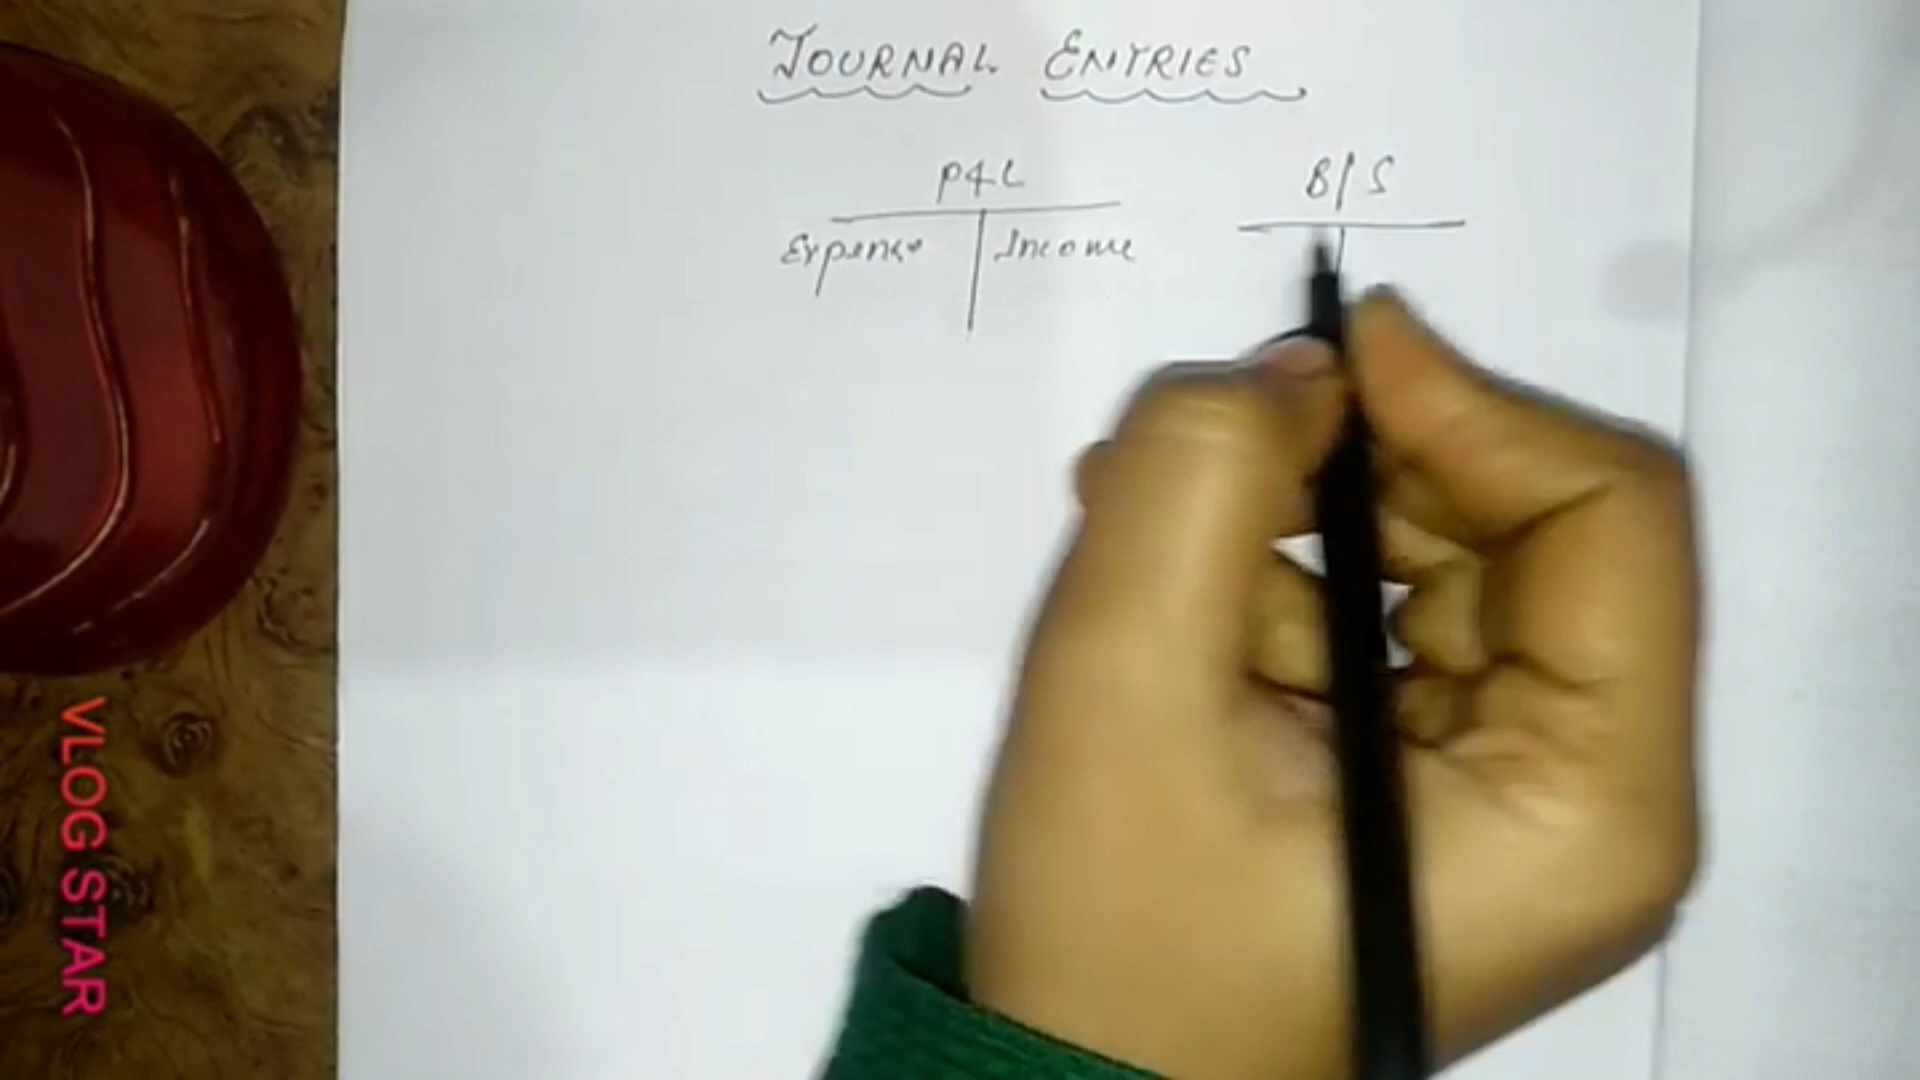 JOURNAL ENTRIES
P&L
B/S
Expense
Income
VLOG STAR